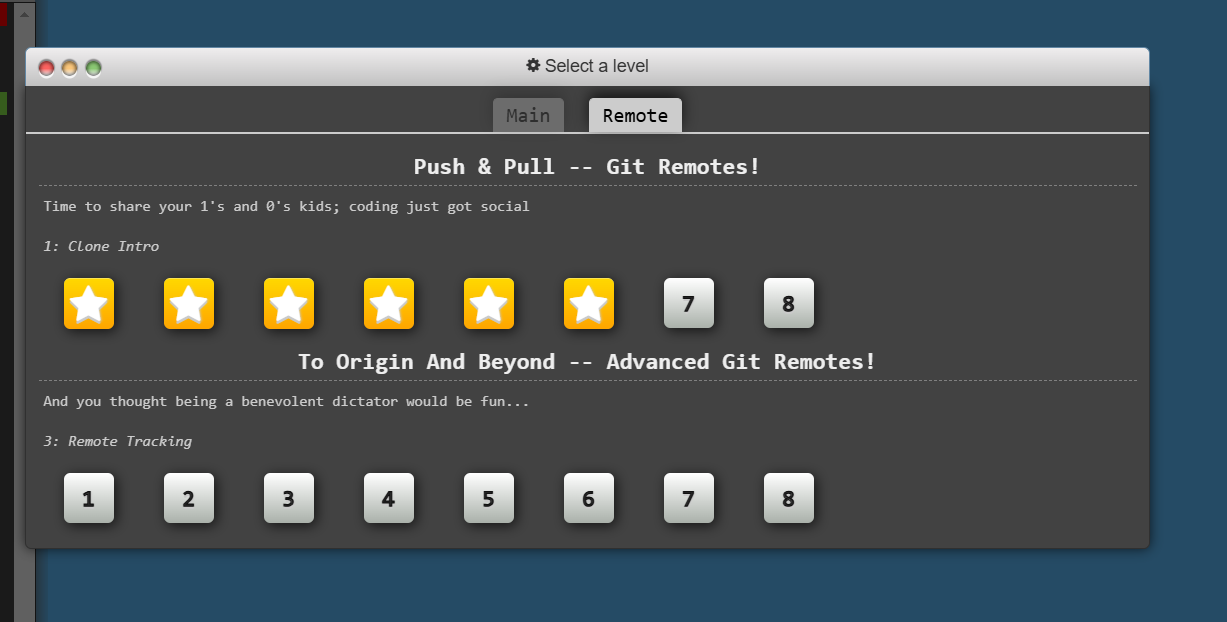 Select a level
Main Remote
Push & Pull -- Git Remotes!
Time to share your 1's and 0's kids; coding just got social
1: Clone Intro
7 8
To Origin And Beyond -- Advanced Git Remotes!
And you thought being a benevolent dictator would be fun...
3: Remote Tracking
1 2 3 4 5 6 7 8